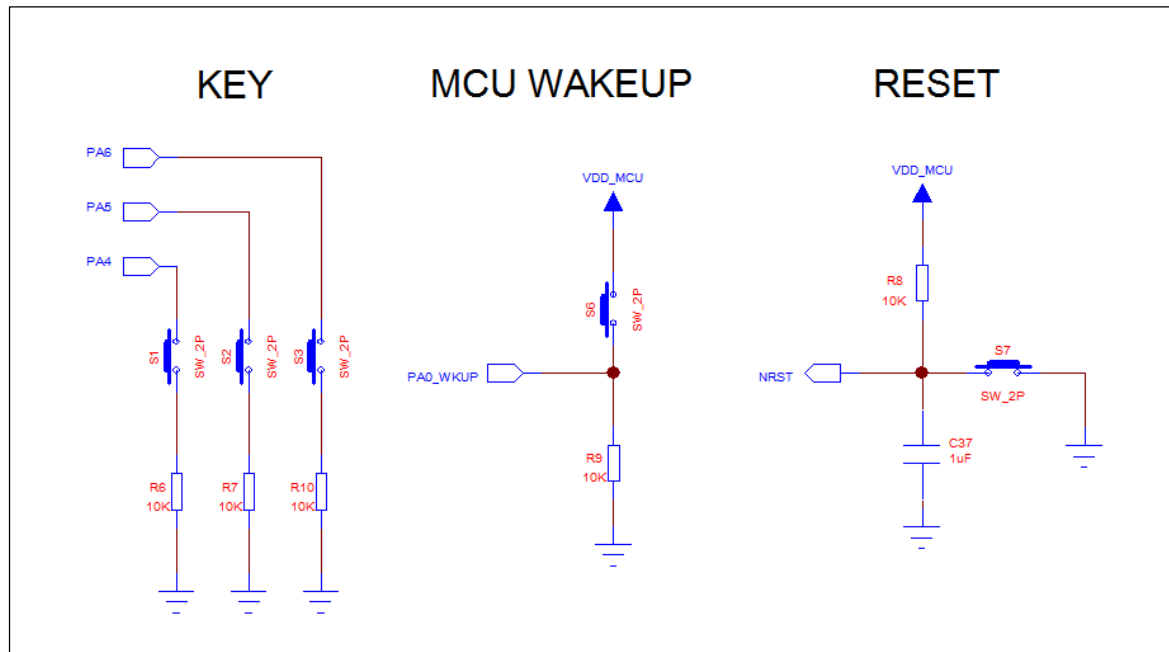 KEY
PA6
PA5
PA4
S1
SW_2P
S2
SW_2P
S3
SW_2P
R6
10K
R7
10K
R10
10K
MCU WAKEUP
VDD_MCU
S6
SW_2P
PA0_WKUP
R9
10K
RESET
VDD_MCU
R8
10K
S7
SW_2P
NRST
C37
1uF